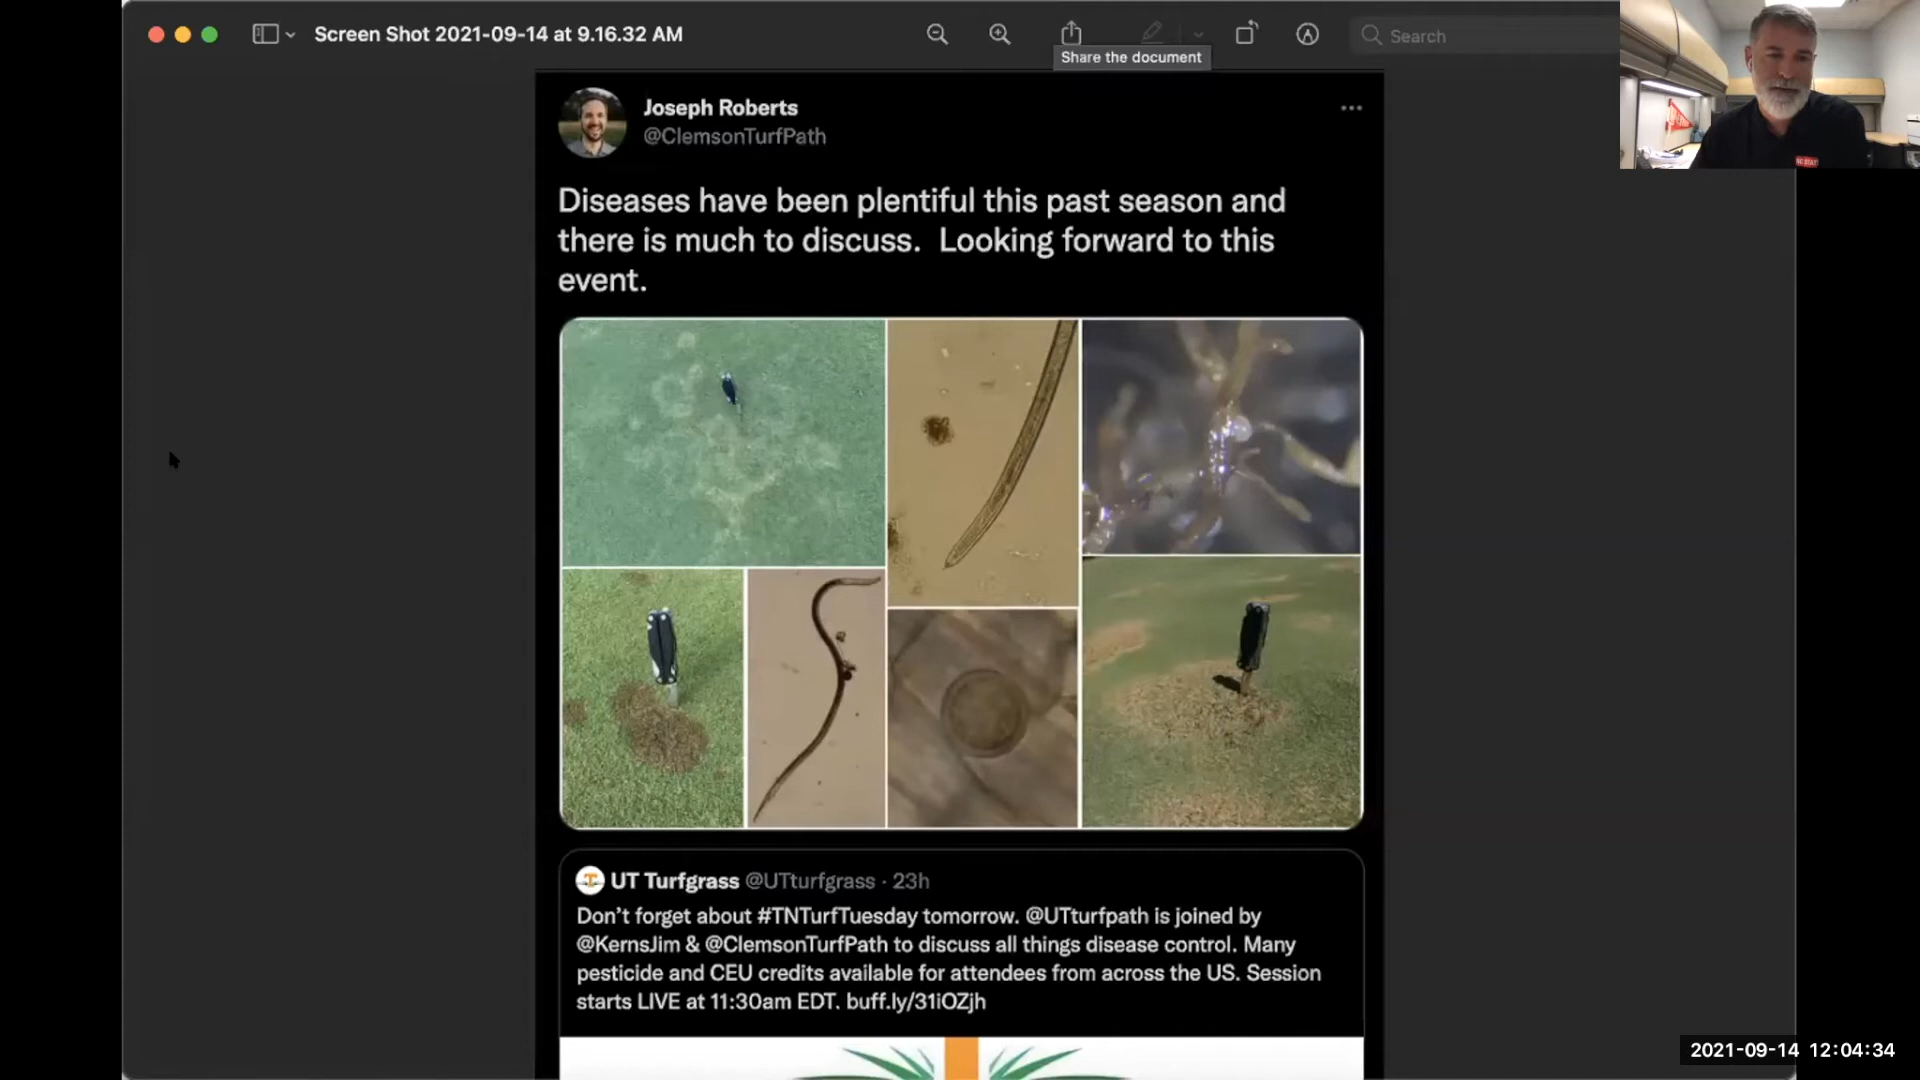 Screen Shot 2021-09-14 at 9.16.32 AM
Search
Share the document
Joseph Roberts
@ClemsonTurfPath
Diseases have been plentiful this past season and
there is much to discuss.  Looking forward to this
event.
UT Turfgrass @UTturfgrass · 23h
Don't forget about #TNTurfTuesday tomorrow. @UTturfpath is joined by
@KernsJim & @ClemsonTurfPath to discuss all things disease control. Many
pesticide and CEU credits available for attendees from across the US. Session
starts LIVE at 11:30am EDT. buff.ly/31iOZjh
2021-09-14 12:04:34